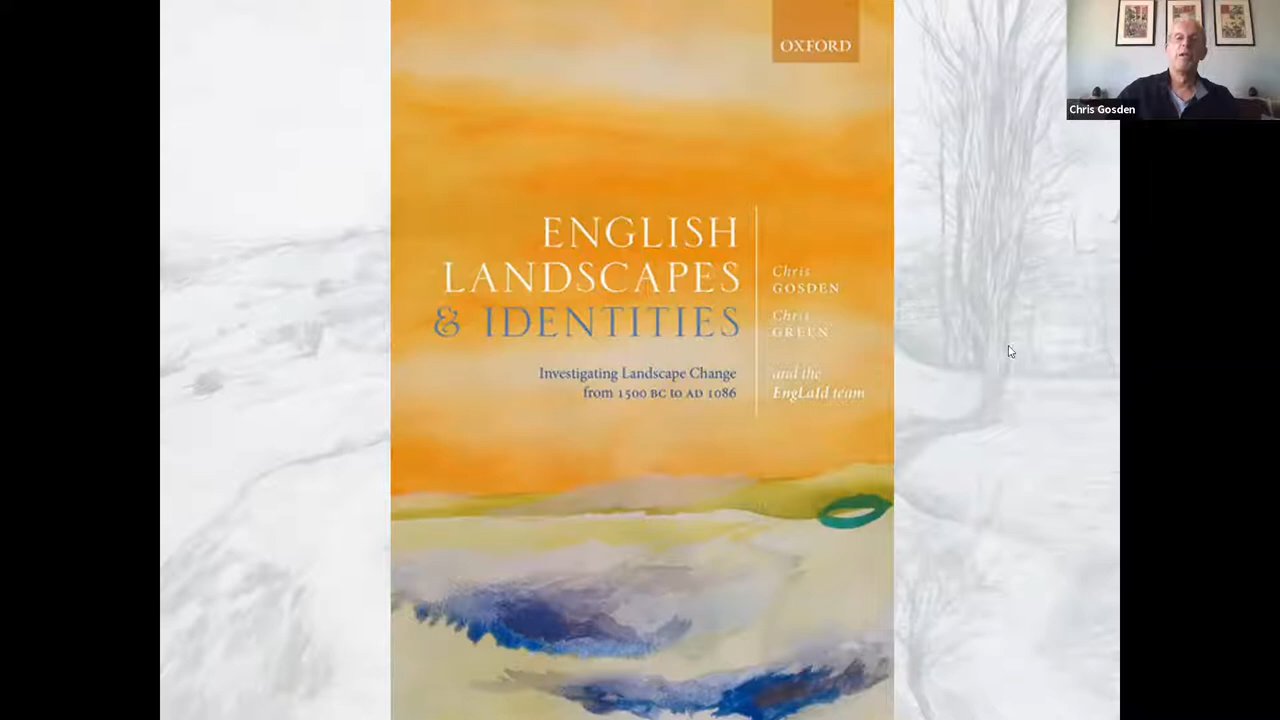 OXFORD
ENGLISH
LANDSCAPES
& IDENTITIES
Investigating Landscape Change
from 1500 BC to AD 1086
Chris
GOSDEN
Chris
GREEN
and the
EngLaId team
Chris Gosden